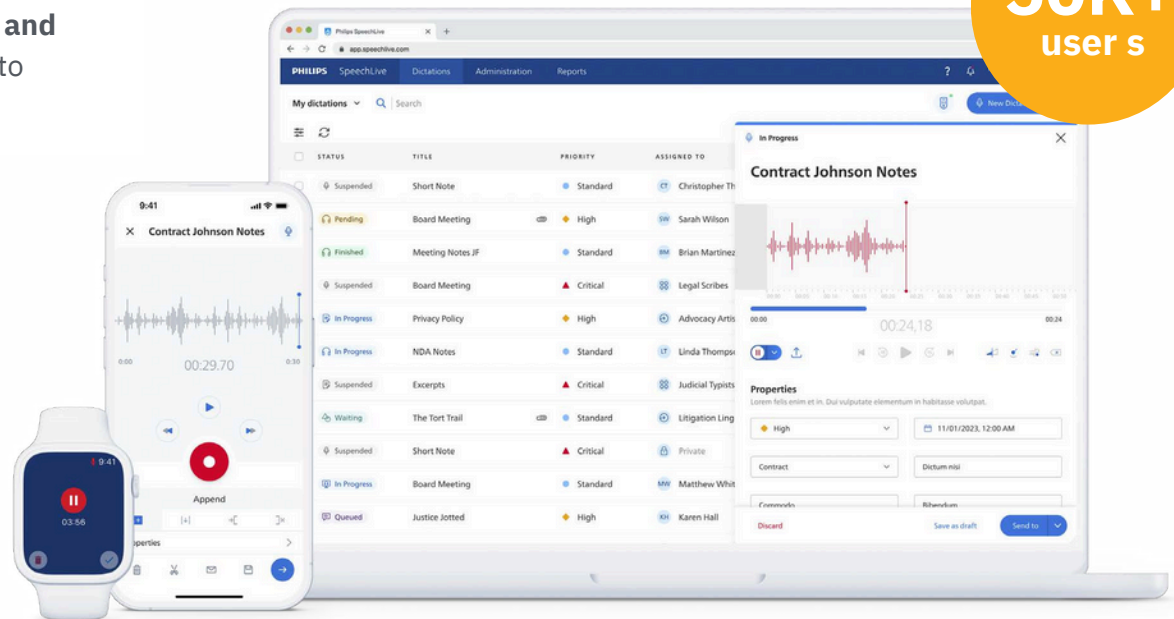 and
to
user s
Philips SpeechLive
app.speechlive.com
PHILIPS SpeechLive Dictations Administration Reports ?
My dictations Search New
STATUS TITLE PRIORITY ASSIGNED TO
Suspended Short Note Standard CT Christopher
Pending Board Meeting High SW Sarah Wilson
Finished Meeting Notes JF Standard BM Brian Martinez
Suspended Board Meeting Critical Legal Scribes
In Progress Privacy Policy High Advocacy
In Progress NDA Notes Standard LT Linda
Suspended Excerpts Critical Judicial Typists
Waiting The Tort Trail Standard Litigation
Suspended Short Note Critical Private
In Progress Board Meeting Standard MW Matthew
Queued Justice Jotted High KH Karen Hall
In Progress
Contract Johnson Notes
00:00 00:24
00:24,18
Properties
Lorem felis enim et in. Dui vulputate elementum in habitasse volutpat.
High 11/01/2023, 12:00 AM
Contract Dictum nisi
Commodo Bibendum
Discard Save as draft Send to
9:41
Contract Johnson Notes
0:00 0:30
00:29.70
Append
9:41
03:56